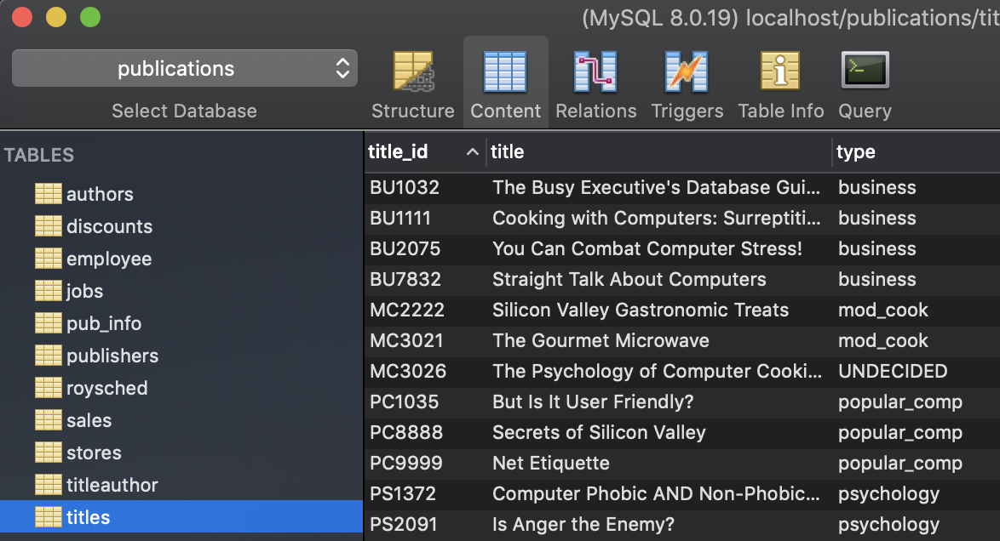 (MySQL 8.0.19) localhost/publications/tit
publications
Select Database
Structure Content Relations Triggers Table Info Query
TABLES
authors
discounts
employee
jobs
pub_info
publishers
roysched
sales
stores
titleauthor
titles
title_id title type
BU1032 The Busy Executive's Database Gui... business
BU1111 Cooking with Computers: Surreptiti... business
BU2075 You Can Combat Computer Stress! business
BU7832 Straight Talk About Computers business
MC2222 Silicon Valley Gastronomic Treats mod_cook
MC3021 The Gourmet Microwave mod_cook
MC3026 The Psychology of Computer Cooki... UNDECIDED
PC1035 But Is It User Friendly? popular_comp
PC8888 Secrets of Silicon Valley popular_comp
PC9999 Net Etiquette popular_comp
PS1372 Computer Phobic AND Non-Phobic... psychology
PS2091 Is Anger the Enemy? psychology